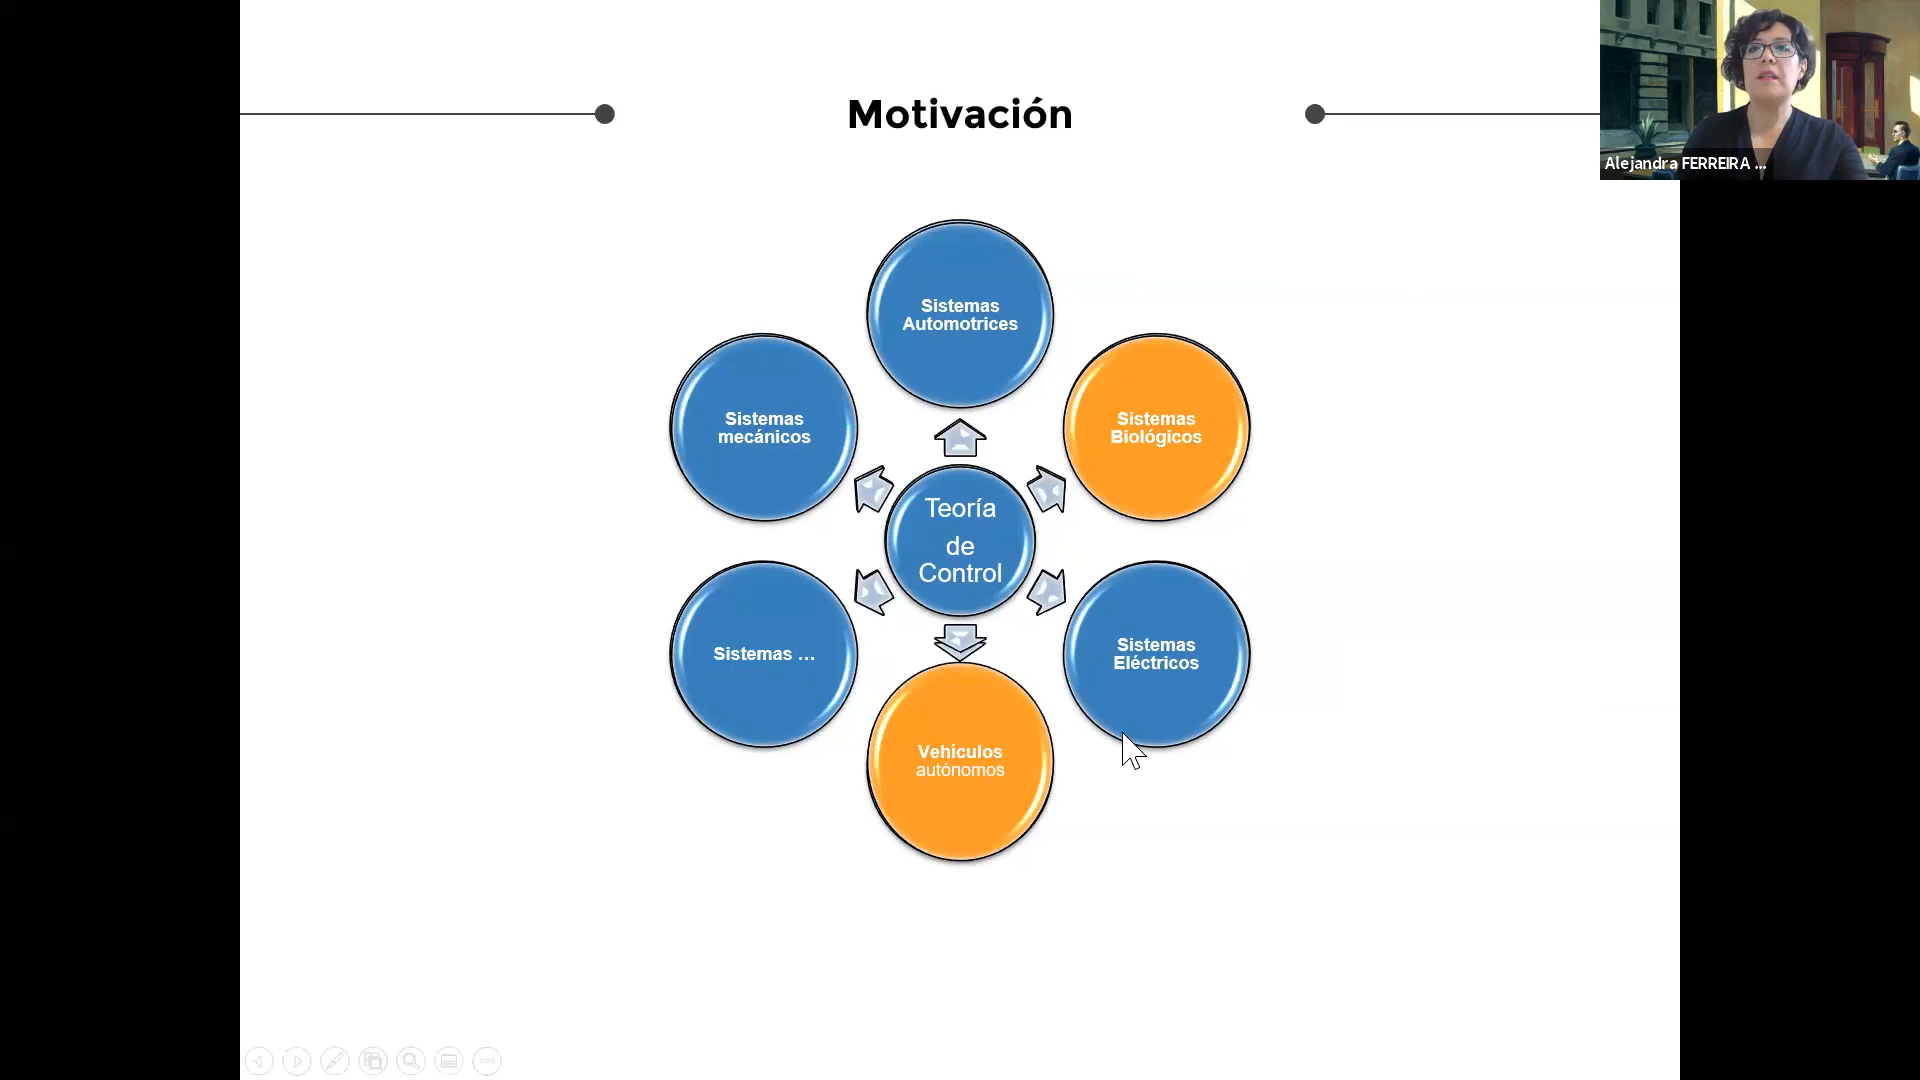 Motivación
Alejandra FERREIRA ...
Sistemas
Automotrices
Sistemas
mecánicos
Sistemas
Biológicos
Teoría
de
Control
Sistemas ...
Sistemas
Eléctricos
Vehículos
autónomos